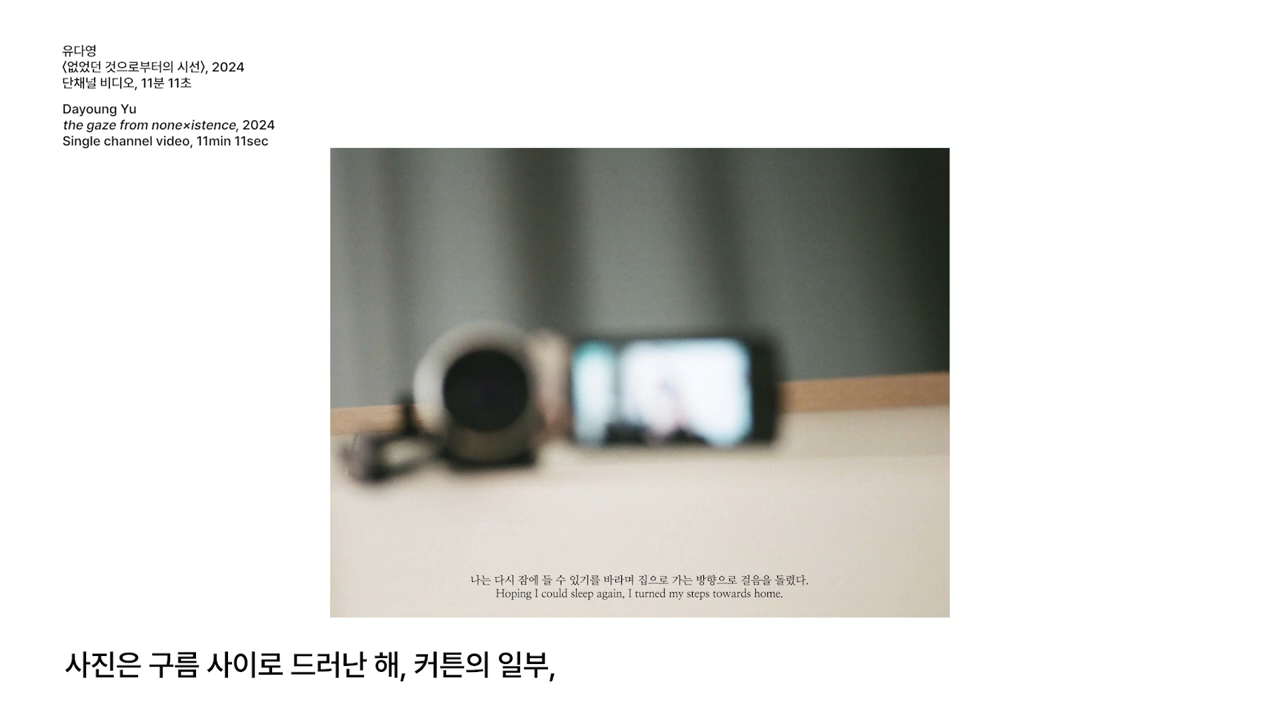 유다영
〈없었던 것으로부터의 시선〉, 2024
단채널 비디오, 11분 11초
Dayoung Yu
the gaze from none×istence, 2024
Single channel video, 11min 11sec
나는 다시 잠에 들 수 있기를 바라며 집으로 가는 방향으로 걸음을 돌렸다.
Hoping I could sleep again, I turned my steps towards home.
사진은 구름 사이로 드러난 해, 커튼의 일부,